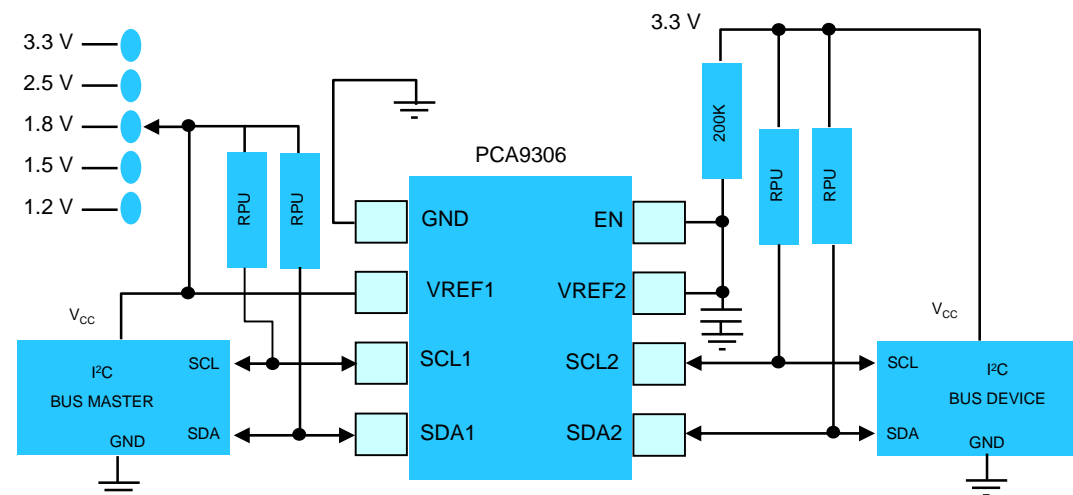 3.3 V
2.5 V
1.8 V
1.5 V
1.2 V
RPU
RPU
V_CC
I²C
BUS MASTER
SCL
SDA
GND
PCA9306
GND
VREF1
SCL1
SDA1
EN
VREF2
SCL2
SDA2
3.3 V
200K
RPU
RPU
V_CC
SCL
I²C
BUS DEVICE
SDA
GND